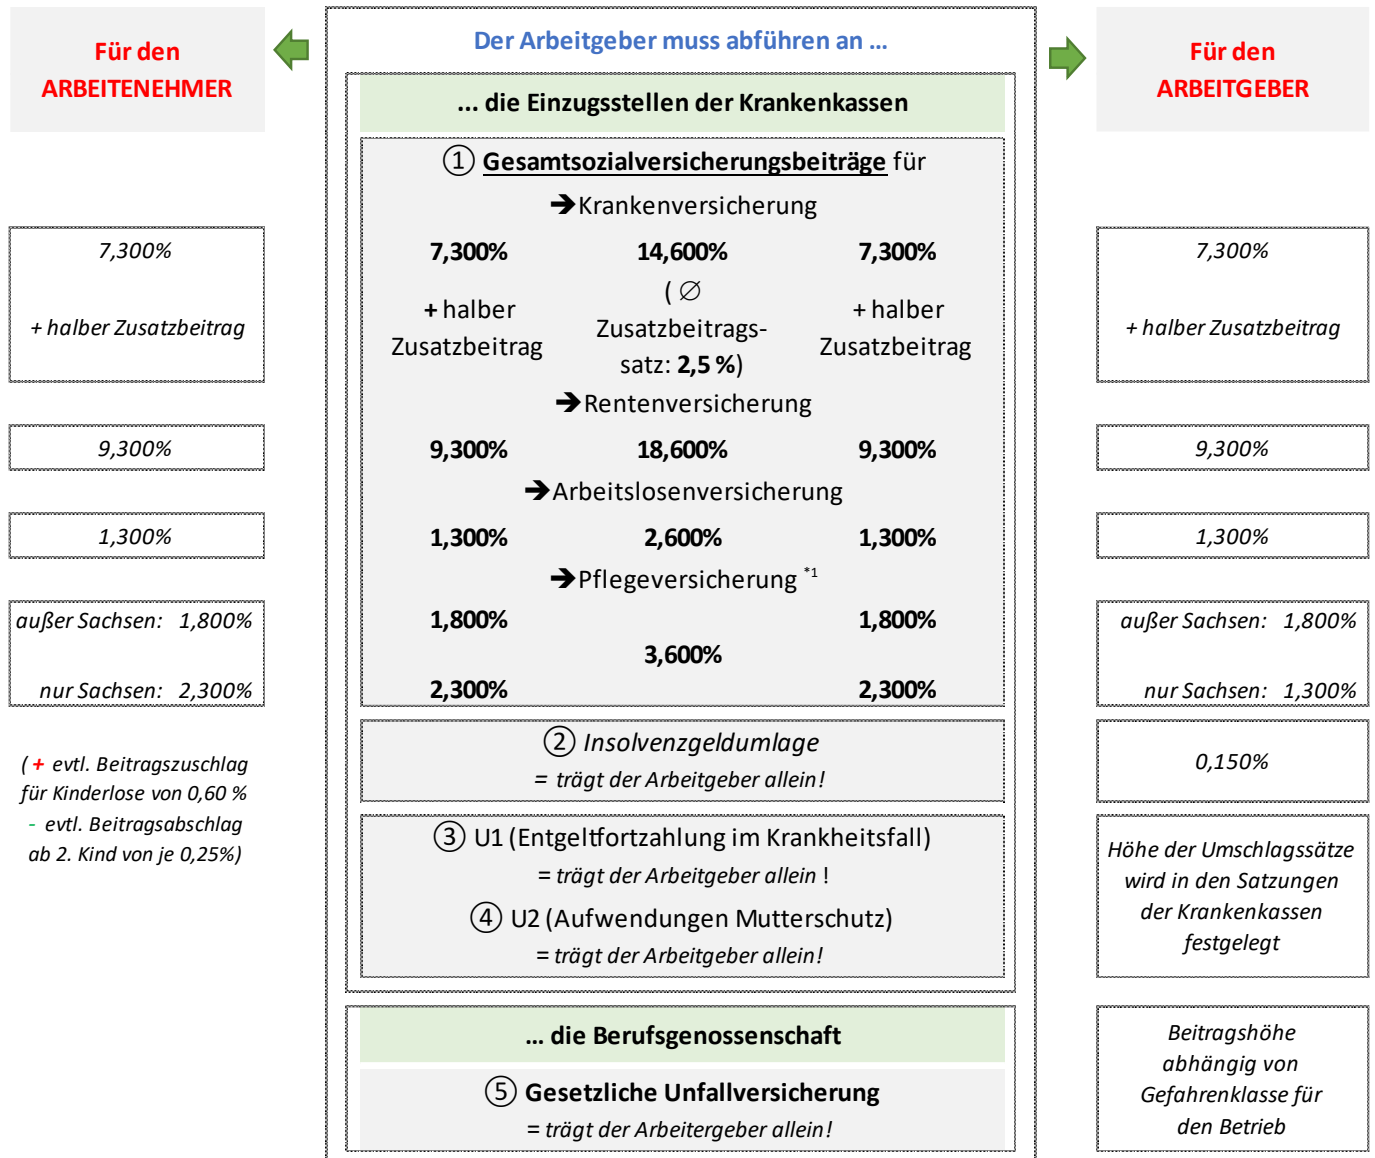 Für den
ARBEITENEHMER
Der Arbeitgeber muss abführen an ...
Für den
ARBEITGEBER
... die Einzugsstellen der Krankenkassen
① Gesamtsozialversicherungsbeiträge für
➔Krankenversicherung
7,300%
7,300% 14,600% 7,300%
7,300%
+ halber Zusatzbeitrag
+ halber
Zusatzbeitrag
( ∅
Zusatzbeitrags-
satz: 2,5 %)
+ halber
Zusatzbeitrag
+ halber Zusatzbeitrag
➔Rentenversicherung
9,300%
9,300% 18,600% 9,300%
9,300%
➔Arbeitslosenversicherung
1,300%
1,300% 2,600% 1,300%
1,300%
➔Pflegeversicherung *1
außer Sachsen: 1,800%
1,800% 1,800%
außer Sachsen: 1,800%
3,600%
nur Sachsen: 2,300%
2,300% 2,300%
nur Sachsen: 1,300%
( + evtl. Beitragszuschlag
für Kinderlose von 0,60 %
- evtl. Beitragsabschlag
ab 2. Kind von je 0,25%)
② Insolvenzgeldumlage
= trägt der Arbeitgeber allein!
0,150%
③ U1 (Entgeltfortzahlung im Krankheitsfall)
= trägt der Arbeitgeber allein !
④ U2 (Aufwendungen Mutterschutz)
= trägt der Arbeitgeber allein!
Höhe der Umschlagssätze
wird in den Satzungen
der Krankenkassen
festgelegt
... die Berufsgenossenschaft
⑤ Gesetzliche Unfallversicherung
= trägt der Arbeitergeber allein!
Beitragshöhe
abhängig von
Gefahrenklasse für
den Betrieb